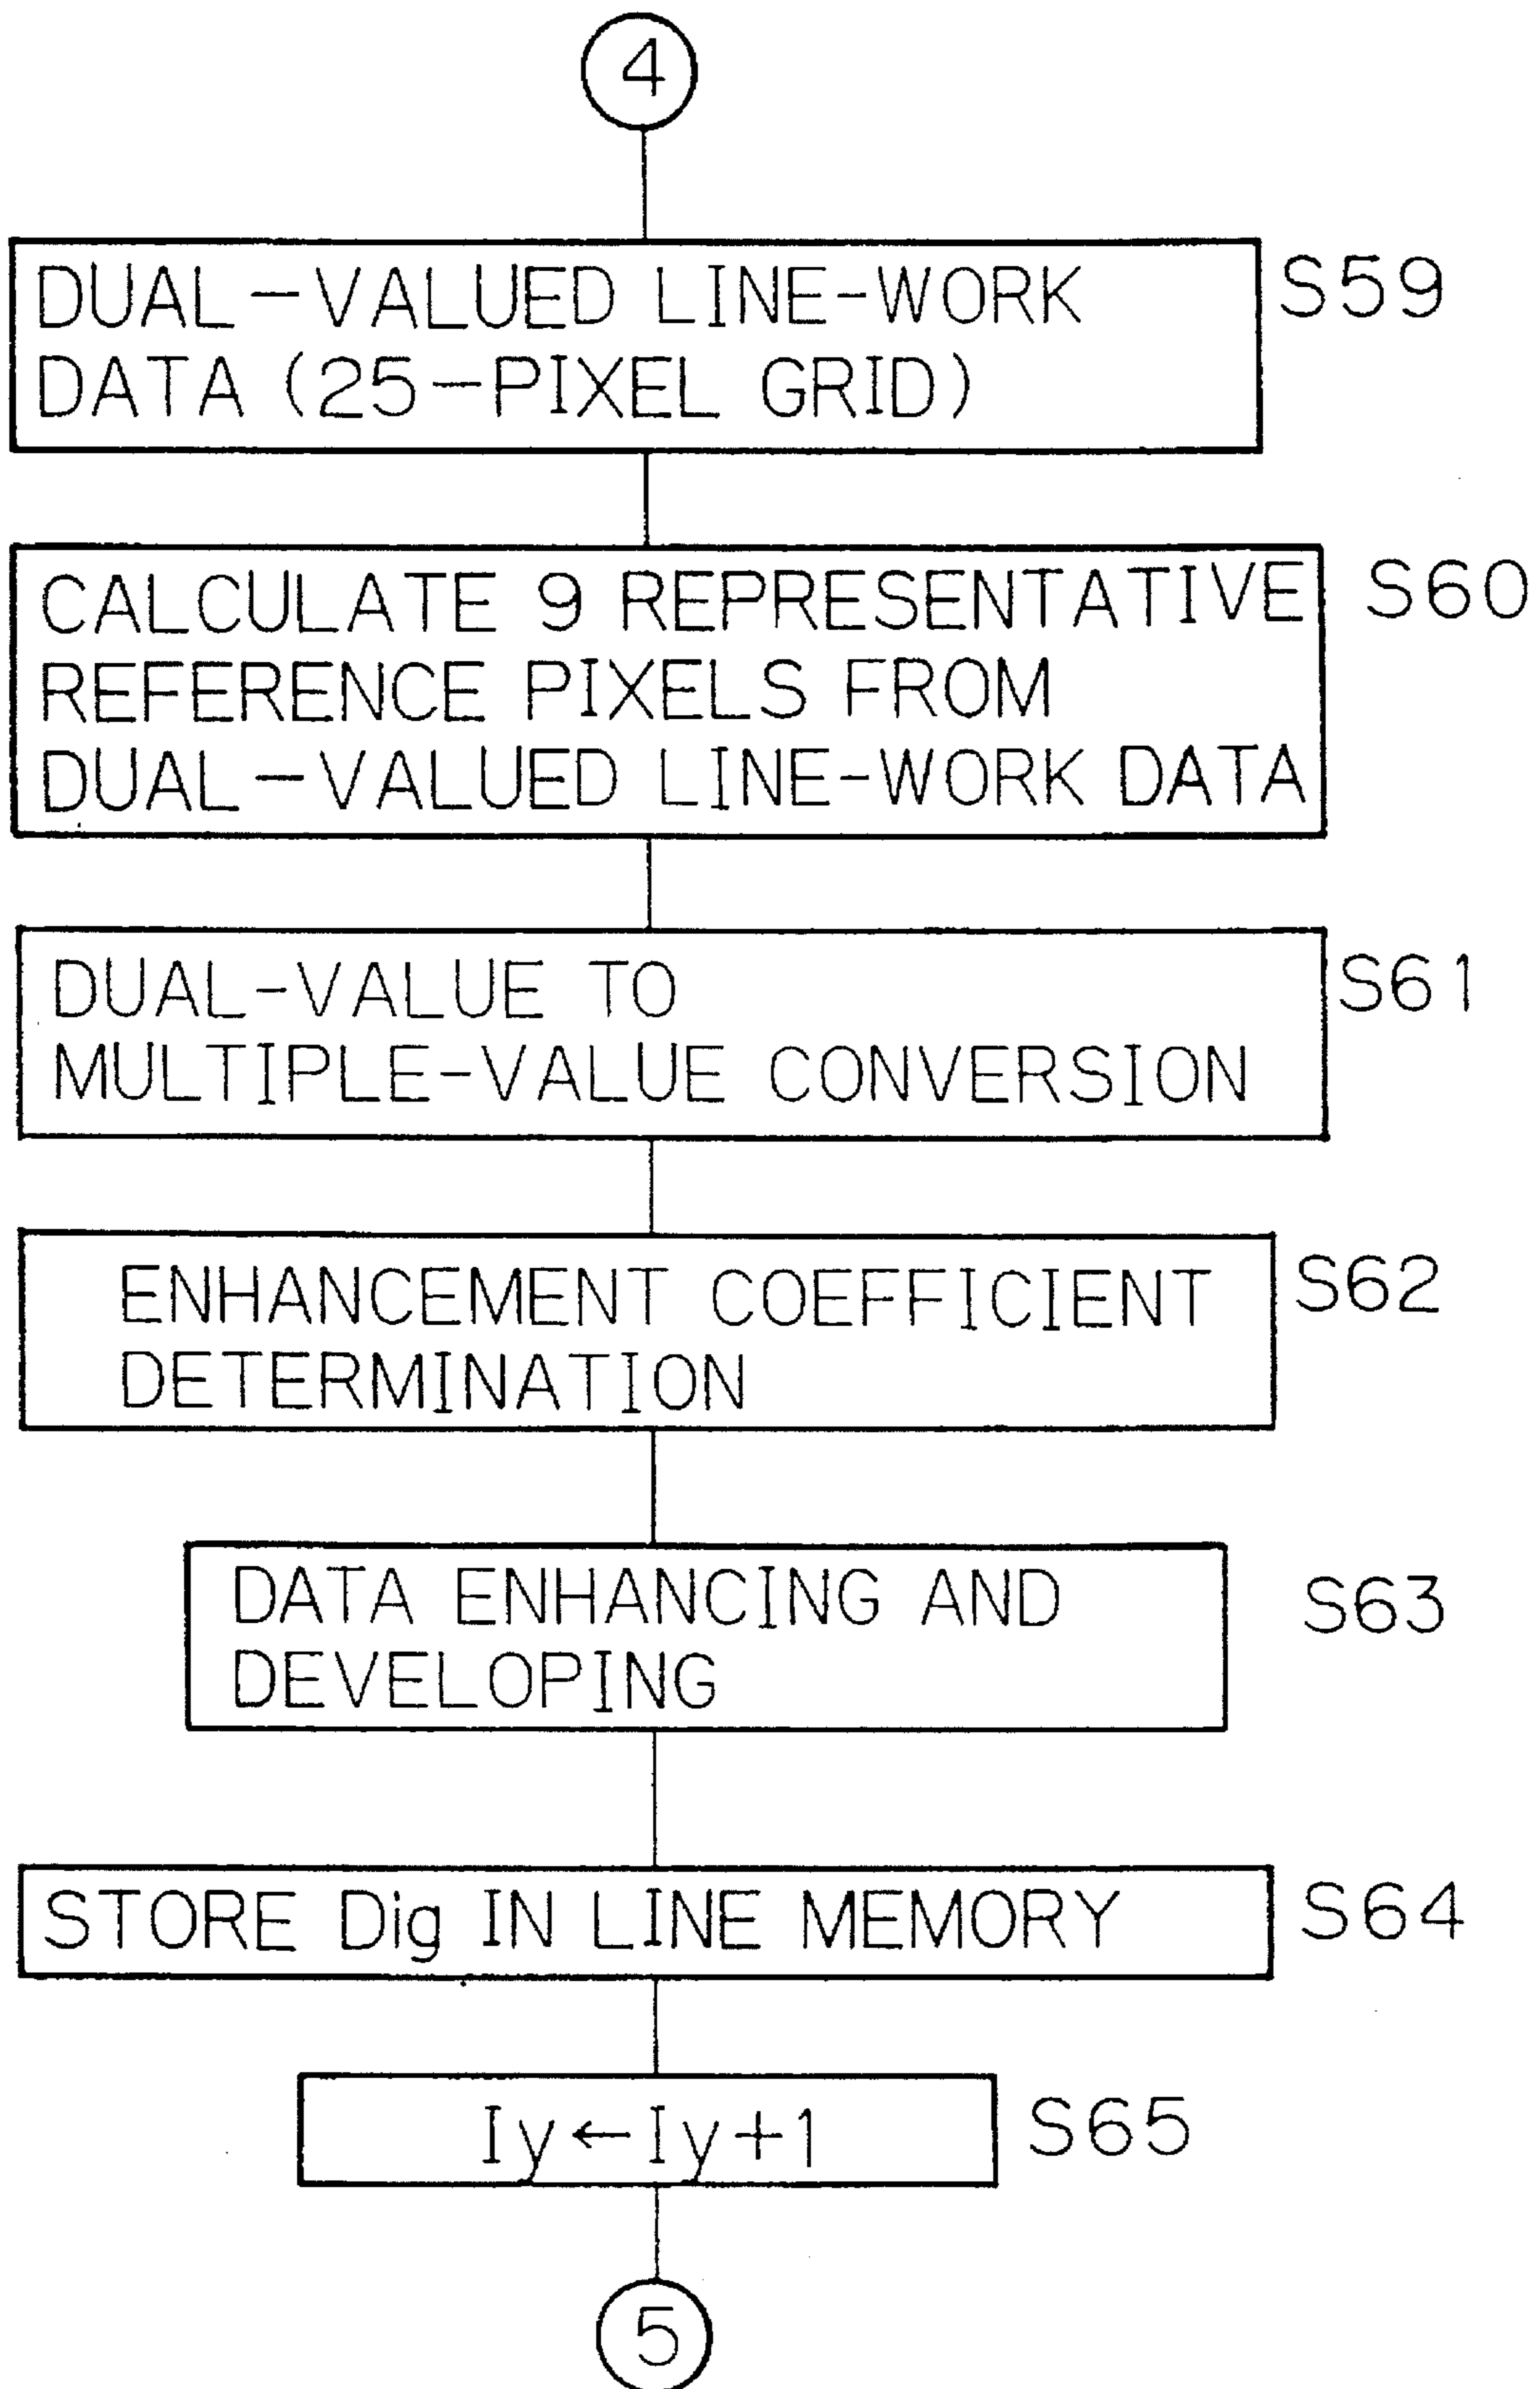 4
DUAL-VALUED LINE-WORK
DATA (25-PIXEL GRID)
S59
CALCULATE 9 REPRESENTATIVE
REFERENCE PIXELS FROM
DUAL-VALUED LINE-WORK DATA
S60
DUAL-VALUE TO
MULTIPLE-VALUE CONVERSION
S61
ENHANCEMENT COEFFICIENT
DETERMINATION
S62
DATA ENHANCING AND
DEVELOPING
S63
STORE Dig IN LINE MEMORY
S64
Iy←Iy+1
S65
5